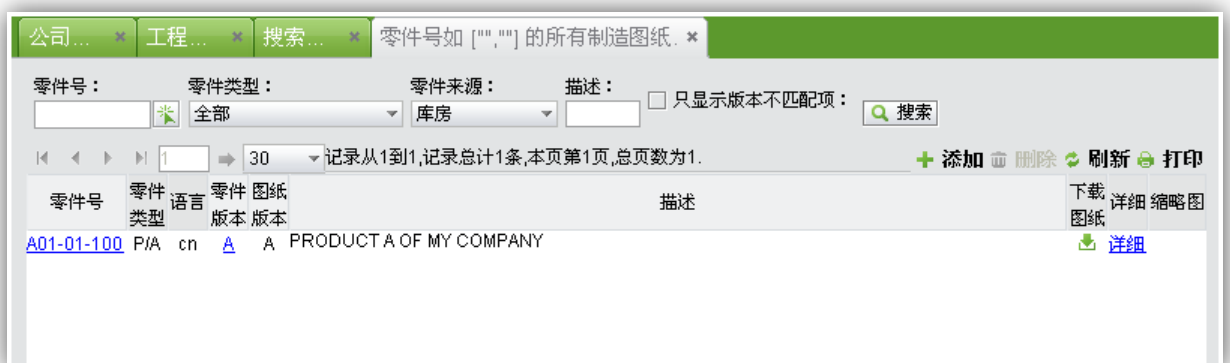 公司... × 工程... × 搜索... × 零件号如 ["",""] 的所有制造图纸. ×
零件号： 零件类型： 零件来源： 描述：
全部 库房 只显示版本不匹配项： 搜索
1 30 记录从1到1,记录总计1条,本页第1页,总页数为1. 添加 删除 刷新 打印
零件号 零件类型 语言 零件版本 图纸版本 描述 下载图纸 详细 缩略图
A01-01-100 P/A cn A A PRODUCT A OF MY COMPANY 详细